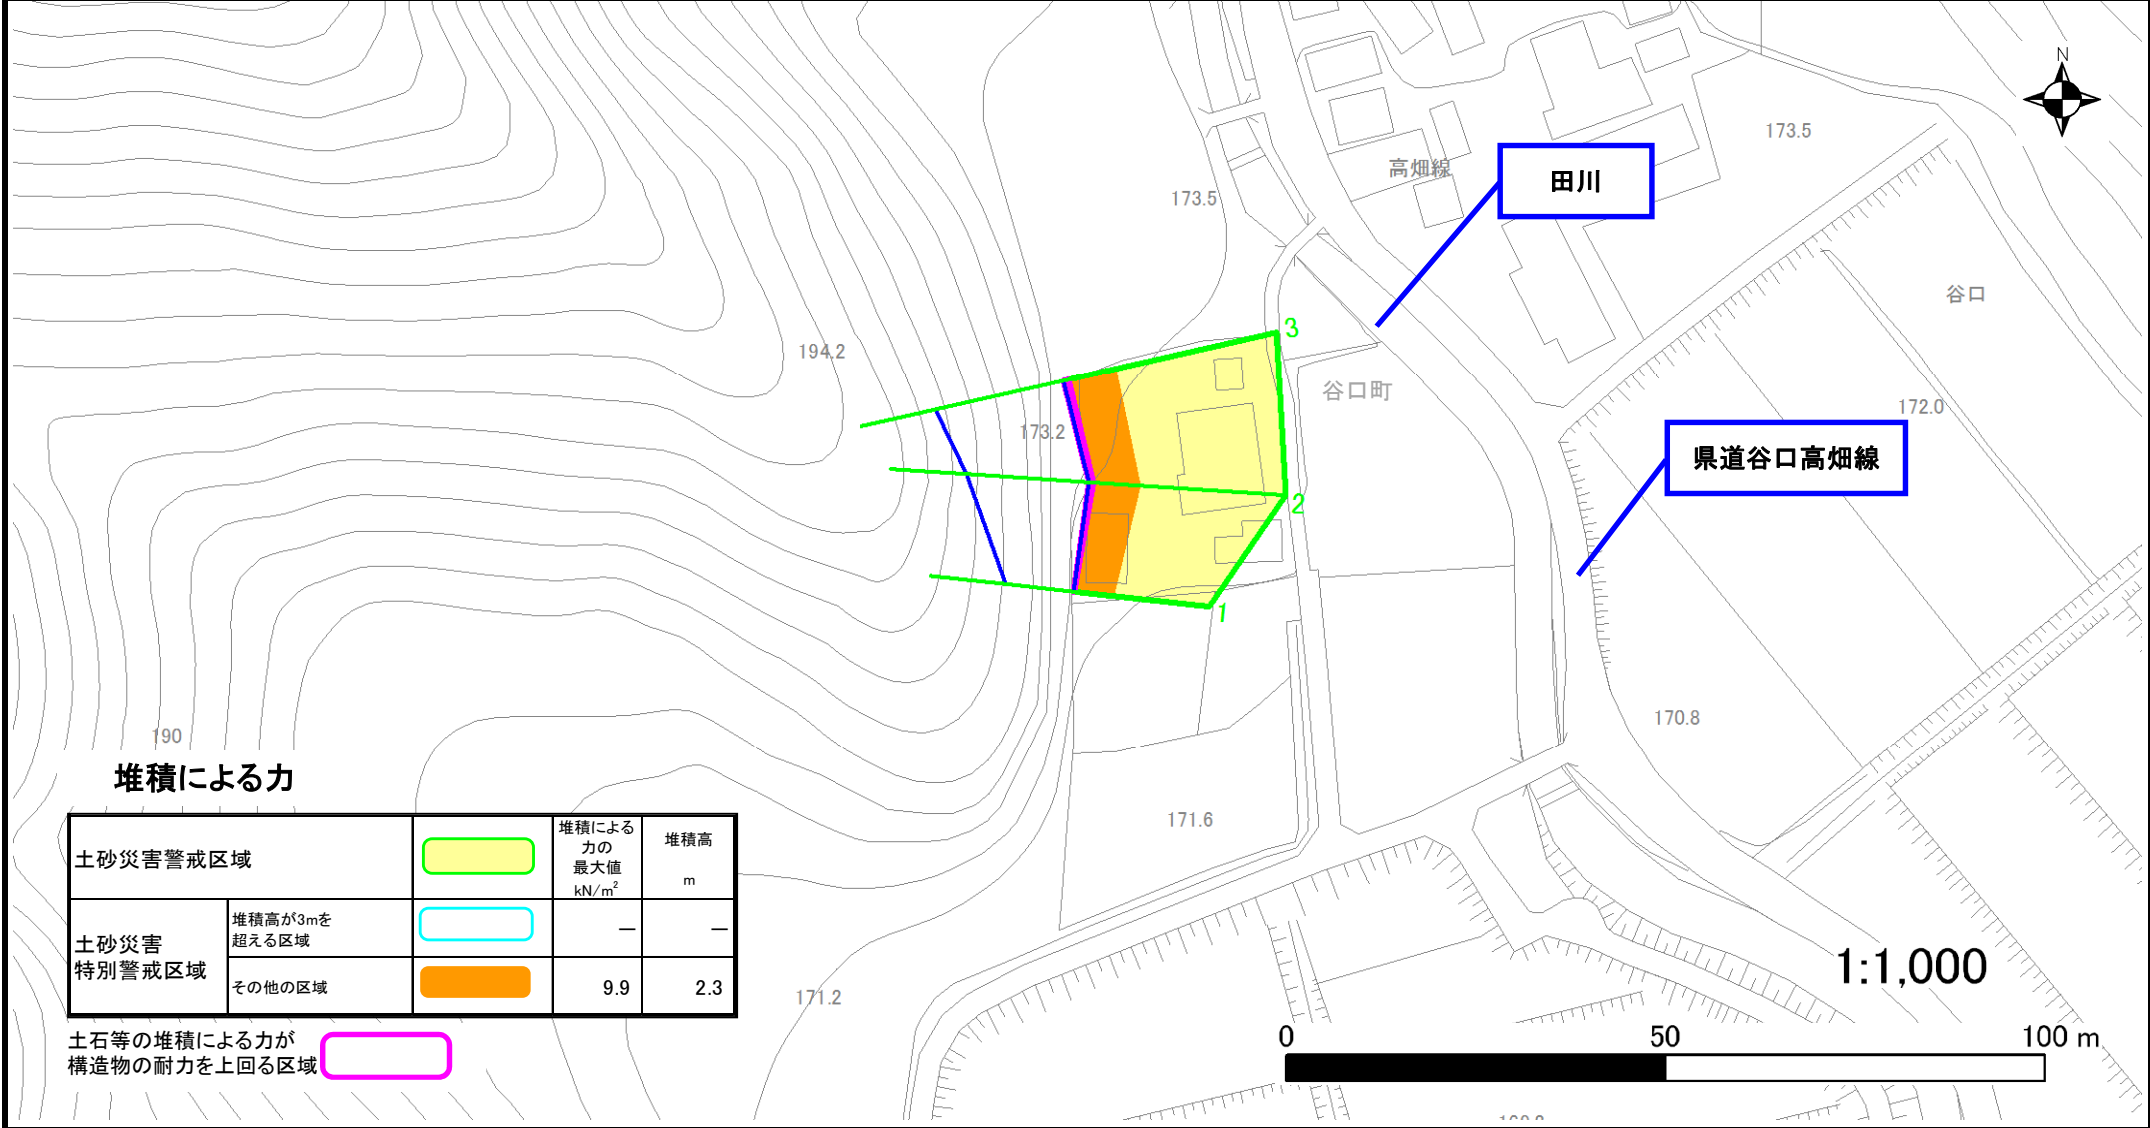 N
173.5
高畑線
田川
173.5
谷口
3
194.2
谷口町
172.0
173.2
県道谷口高畑線
2
1
170.8
190
堆積による力
171.6
堆積による
力の
最大値
kN/m²
堆積高
m
土砂災害警戒区域
土砂災害
特別警戒区域
堆積高が3mを
超える区域
―
―
その他の区域
9.9
2.3
171.2
1:1,000
土石等の堆積による力が
構造物の耐力を上回る区域
0
50
100 m